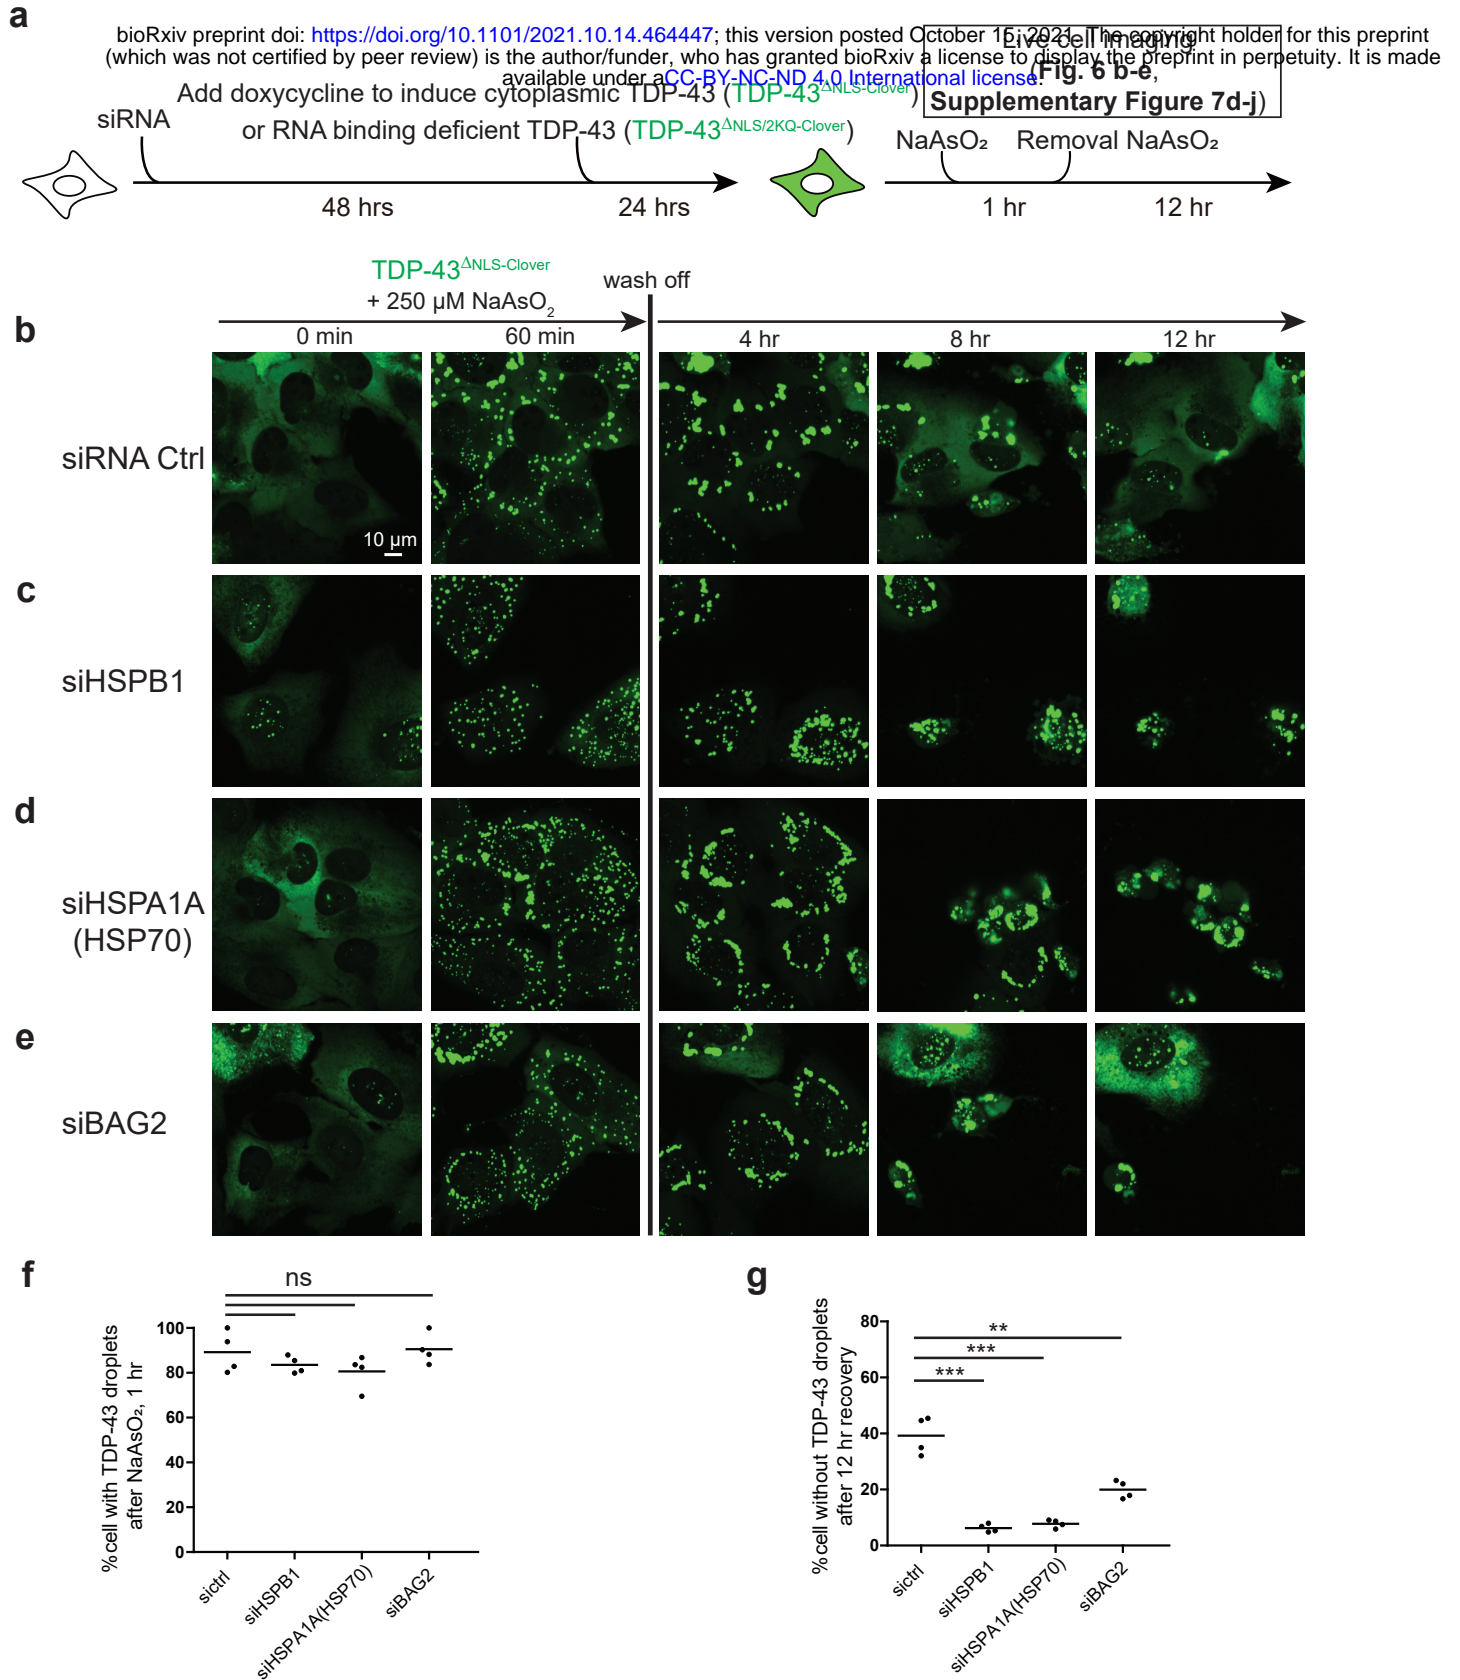 a
bioRxiv preprint doi: https://doi.org/10.1101/2021.10.14.464447; this version posted October 15, 2021. The copyright holder for this preprint
(which was not certified by peer review) is the author/funder, who has granted bioRxiv a license to display the preprint in perpetuity. It is made
available under aCC-BY-NC-ND 4.0 International license.
Live cell imaging
(Fig. 6 b-e,
Supplementary Figure 7d-j)
Add doxycycline to induce cytoplasmic TDP-43 (TDP-43ΔNLS-Clover)
or RNA binding deficient TDP-43 (TDP-43ΔNLS/2KQ-Clover)
siRNA
NaAsO₂ Removal NaAsO₂
48 hrs 24 hrs 1 hr 12 hr
TDP-43ΔNLS-Clover
+ 250 µM NaAsO₂
wash off
b
0 min 60 min 4 hr 8 hr 12 hr
siRNA Ctrl
10 µm
c
siHSPB1
d
siHSPA1A
(HSP70)
e
siBAG2
f
ns
%cell with TDP-43 droplets
after NaAsO₂, 1 hr
100
80
60
40
20
0
sictrl
siHSPB1
siHSPA1A(HSP70)
siBAG2
g
**
***
***
%cell without TDP-43 droplets
after 12 hr recovery
80
60
40
20
0
sictrl
siHSPB1
siHSPA1A(HSP70)
siBAG2